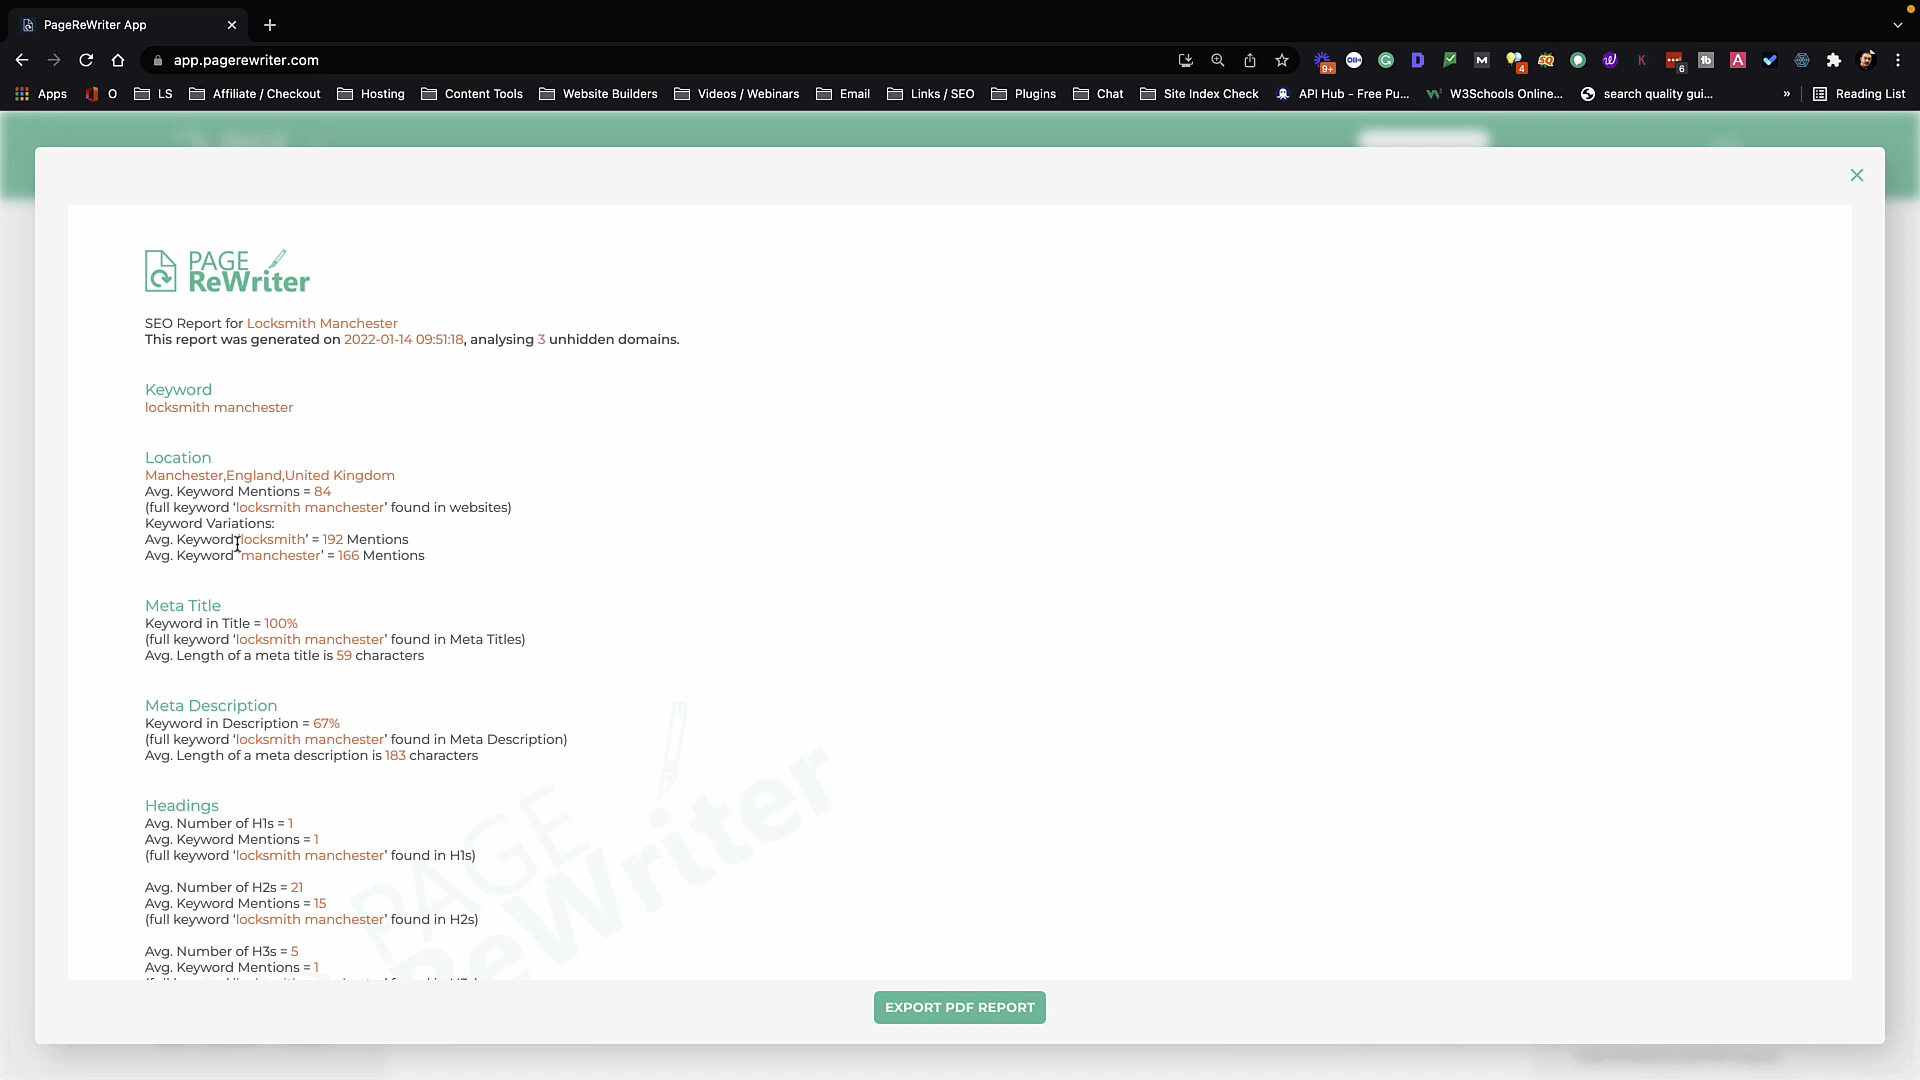 PageReWriter App
app.pagerewriter.com
9+
4
6
Apps
O
LS
Affiliate / Checkout
Hosting
Content Tools
Website Builders
Videos / Webinars
Email
Links / SEO
Plugins
Chat
Site Index Check
API Hub - Free Pu...
W3Schools Online...
search quality gui...
»
Reading List
PAGE
ReWriter
SEO Report for Locksmith Manchester
This report was generated on 2022-01-14 09:51:18, analysing 3 unhidden domains.
Keyword
locksmith manchester
Location
Manchester,England,United Kingdom
Avg. Keyword Mentions = 84
(full keyword ‘locksmith manchester’ found in websites)
Keyword Variations:
Avg. Keyword ‘locksmith’ = 192 Mentions
Avg. Keyword ‘manchester’ = 166 Mentions
Meta Title
Keyword in Title = 100%
(full keyword ‘locksmith manchester’ found in Meta Titles)
Avg. Length of a meta title is 59 characters
Meta Description
Keyword in Description = 67%
(full keyword ‘locksmith manchester’ found in Meta Description)
Avg. Length of a meta description is 183 characters
Headings
Avg. Number of H1s = 1
Avg. Keyword Mentions = 1
(full keyword ‘locksmith manchester’ found in H1s)
Avg. Number of H2s = 21
Avg. Keyword Mentions = 15
(full keyword ‘locksmith manchester’ found in H2s)
Avg. Number of H3s = 5
Avg. Keyword Mentions = 1
PAGE
ReWriter
EXPORT PDF REPORT